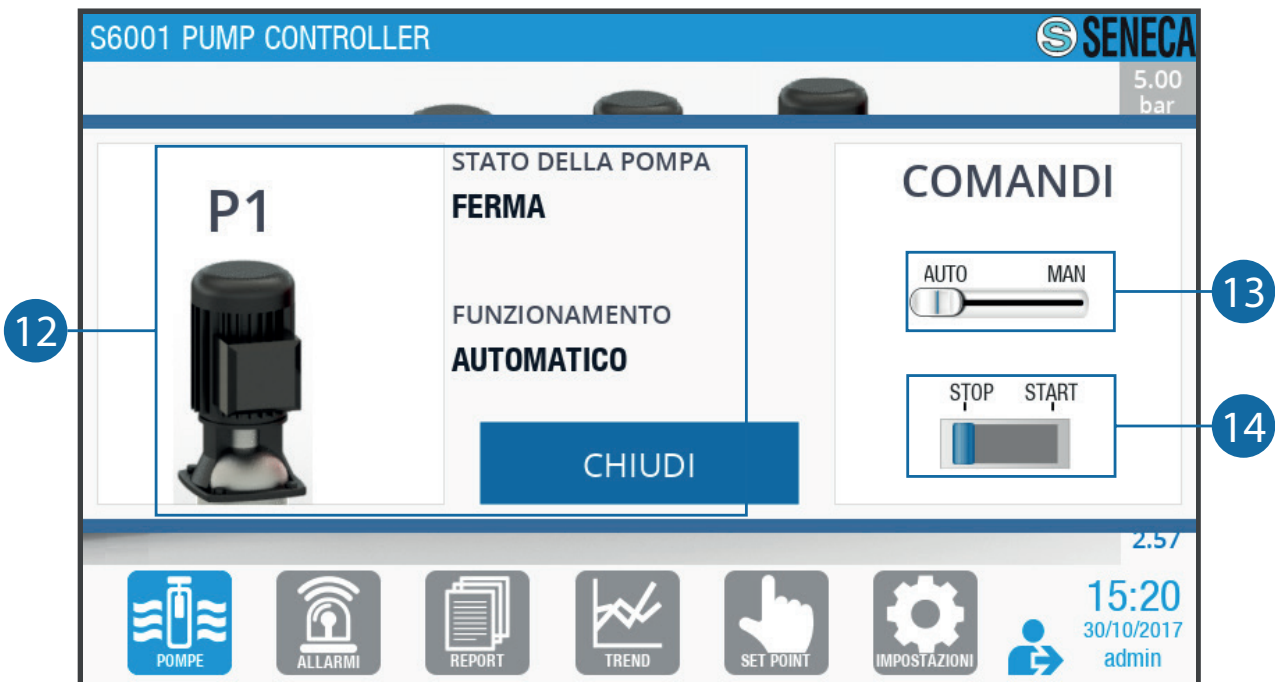 S6001 PUMP CONTROLLER
S SENECA
5.00
bar
P1
STATO DELLA POMPA
FERMA
FUNZIONAMENTO
AUTOMATICO
CHIUDI
COMANDI
AUTO MAN
STOP START
12
13
14
2.57
POMPE
ALLARMI
REPORT
TREND
SET POINT
IMPOSTAZIONI
15:20
30/10/2017
admin